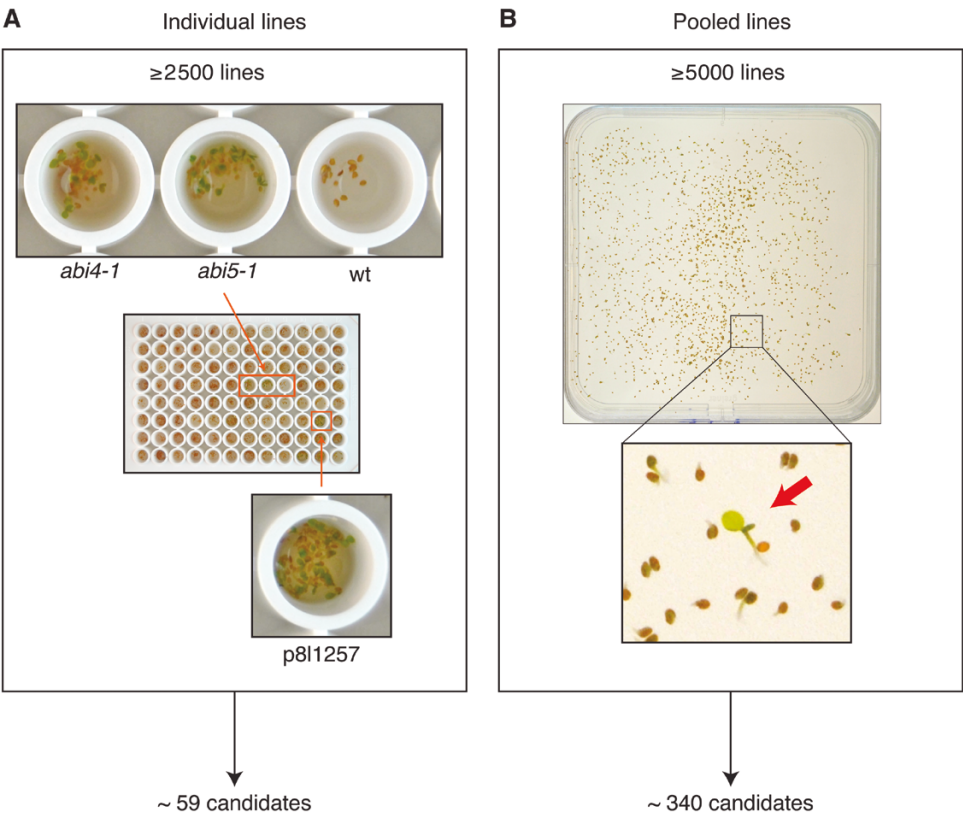 A
Individual lines
≥2500 lines
abi4-1
abi5-1
wt
p8l1257
~ 59 candidates
B
Pooled lines
≥5000 lines
~ 340 candidates